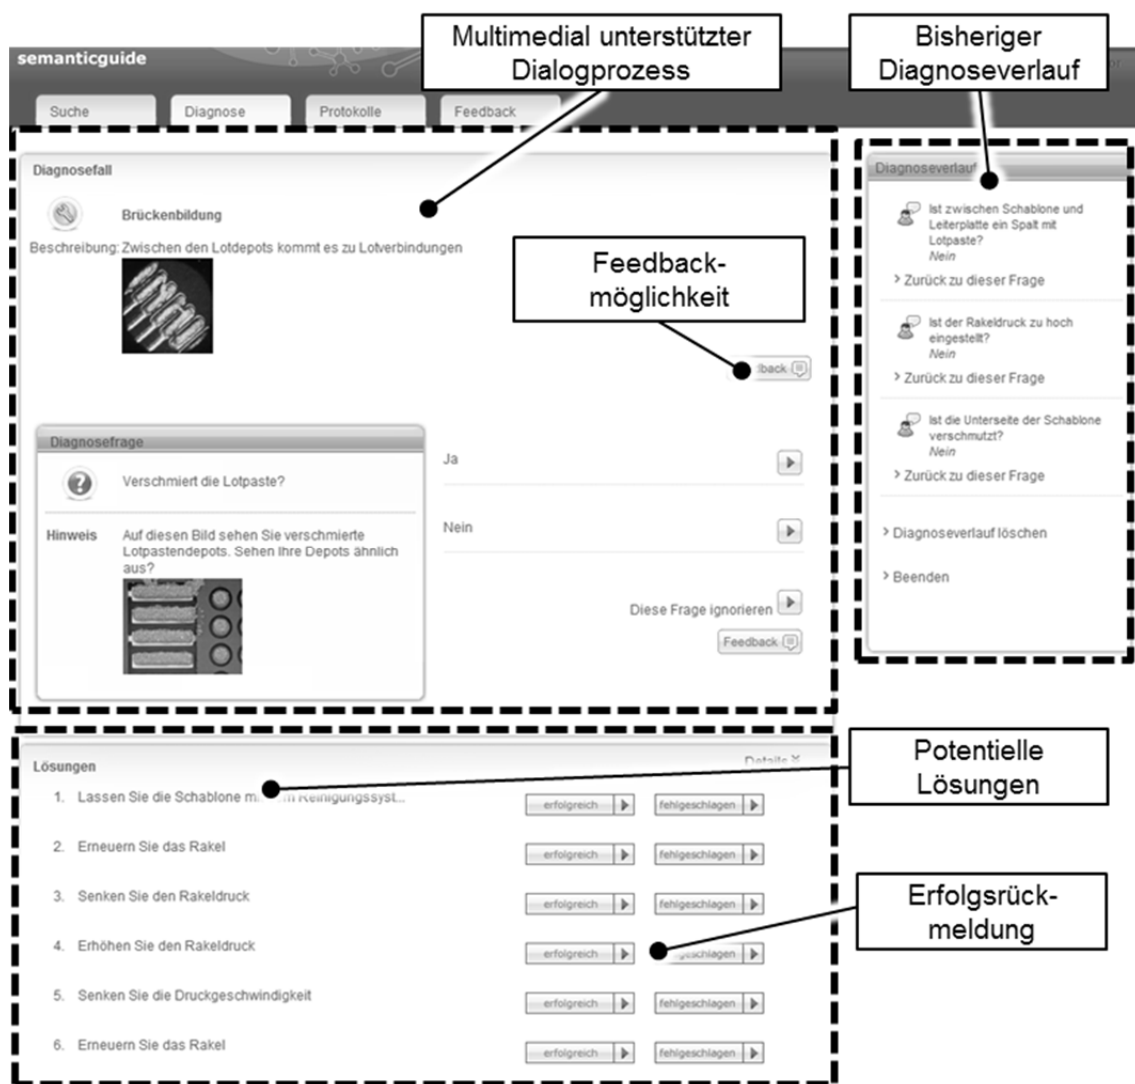 Multimedial unterstützter
Dialogprozess
Bisheriger
Diagnoseverlauf
semanticguide
Suche
Diagnose
Protokolle
Feedback
Diagnosefall
Brückenbildung
Beschreibung: Zwischen den Lotdepots kommt es zu Lotverbindungen
Feedback-
möglichkeit
Diagnosefrage
Verschmiert die Lotpaste?
Hinweis
Auf diesen Bild sehen Sie verschmierte
Lotpastendepots. Sehen Ihre Depots ähnlich
aus?
Ja
Nein
Diese Frage ignorieren
Feedback
Diagnoseverlauf
Ist zwischen Schablone und
Leiterplatte ein Spalt mit
Lotpaste?
Nein
> Zurück zu dieser Frage
Ist der Rakeldruck zu hoch
eingestellt?
Nein
> Zurück zu dieser Frage
Ist die Unterseite der Schablone
verschmutzt?
Nein
> Zurück zu dieser Frage
> Diagnoseverlauf löschen
> Beenden
Potentielle
Lösungen
Erfolgsrück-
meldung
Lösungen
Details
1. Lassen Sie die Schablone Reinigungssyst...
erfolgreich
fehlgeschlagen
2. Erneuern Sie das Rakel
erfolgreich
fehlgeschlagen
3. Senken Sie den Rakeldruck
erfolgreich
fehlgeschlagen
4. Erhöhen Sie den Rakeldruck
erfolgreich
5. Senken Sie die Druckgeschwindigkeit
erfolgreich
fehlgeschlagen
6. Erneuern Sie das Rakel
erfolgreich
fehlgeschlagen